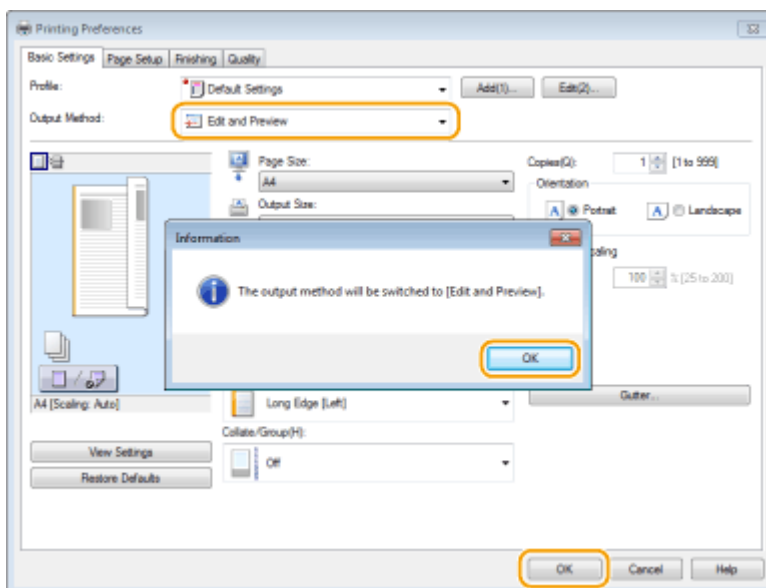 Printing Preferences
Basic Settings Page Setup Finishing Quality
Profile: Default Settings Add(1)... Edit(2)...
Output Method: Edit and Preview
Page Size: Copies(Q): 1 [1 to 999]
A4 Orientation
Output Size: A Portrait A Landscape
Information
caling
The output method will be switched to [Edit and Preview]. 100 % [25 to 200]
OK
A4 [Scaling: Auto] Long Edge [Left] Gutter...
Collate/Group(H):
View Settings Off
Restore Defaults
OK Cancel Help